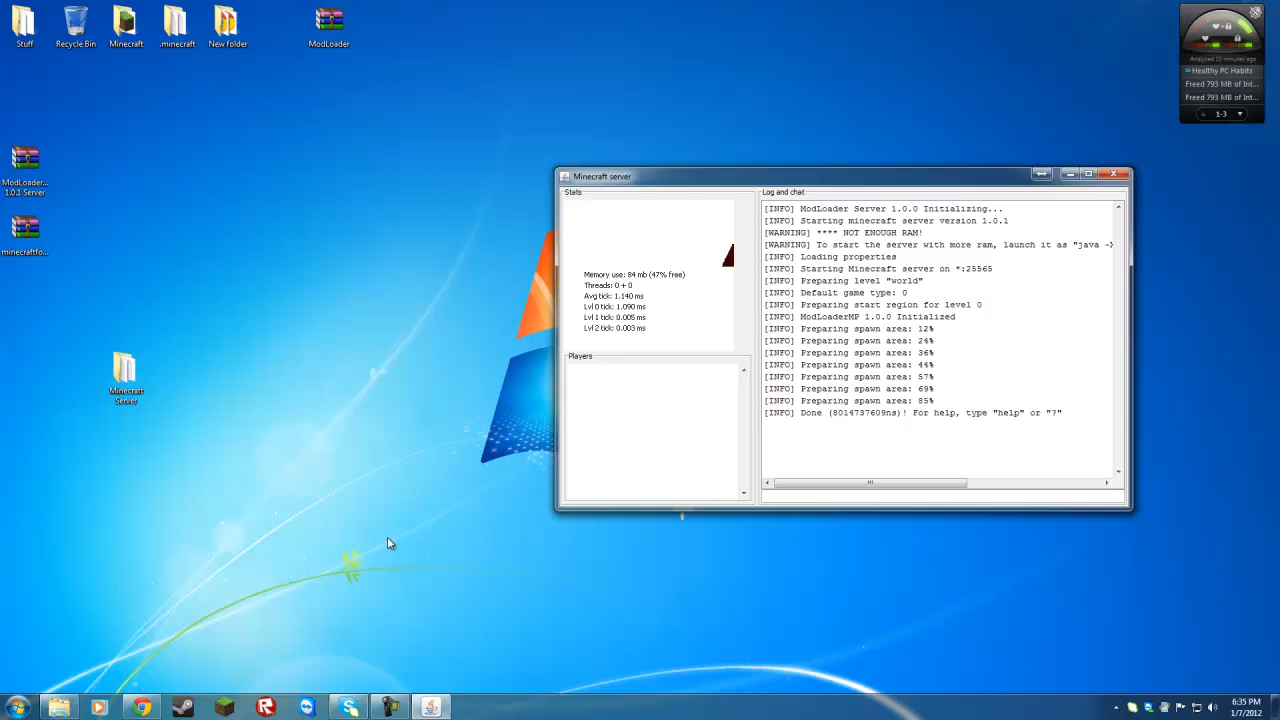 Stuff
Recycle Bin
Minecraft
.minecraft
New folder
ModLoader
ModLoader...
1.0.1 Server
minecraftfo...
Minecraft
Server
Analyzed 10 minutes ago
Healthy PC Habits
Freed 793 MB of Inf...
Freed 793 MB of Int...
1-3
Minecraft server
Stats
Memory use: 84 mb (47% free)
Threads: 0 + 0
Avg tick: 1.140 ms
Lvl 0 tick: 1.090 ms
Lvl 1 tick: 0.005 ms
Lvl 2 tick: 0.003 ms
Players
Log and chat
[INFO] ModLoader Server 1.0.0 Initializing...
[INFO] Starting minecraft server version 1.0.1
[WARNING] **** NOT ENOUGH RAM!
[WARNING] To start the server with more ram, launch it as "java -X
[INFO] Loading properties
[INFO] Starting Minecraft server on *:25565
[INFO] Preparing level "world"
[INFO] Default game type: 0
[INFO] Preparing start region for level 0
[INFO] ModLoaderMP 1.0.0 Initialized
[INFO] Preparing spawn area: 12%
[INFO] Preparing spawn area: 24%
[INFO] Preparing spawn area: 36%
[INFO] Preparing spawn area: 44%
[INFO] Preparing spawn area: 57%
[INFO] Preparing spawn area: 69%
[INFO] Preparing spawn area: 85%
[INFO] Done (8014737609ns)! For help, type "help" or "?"
6:35 PM
1/7/2012